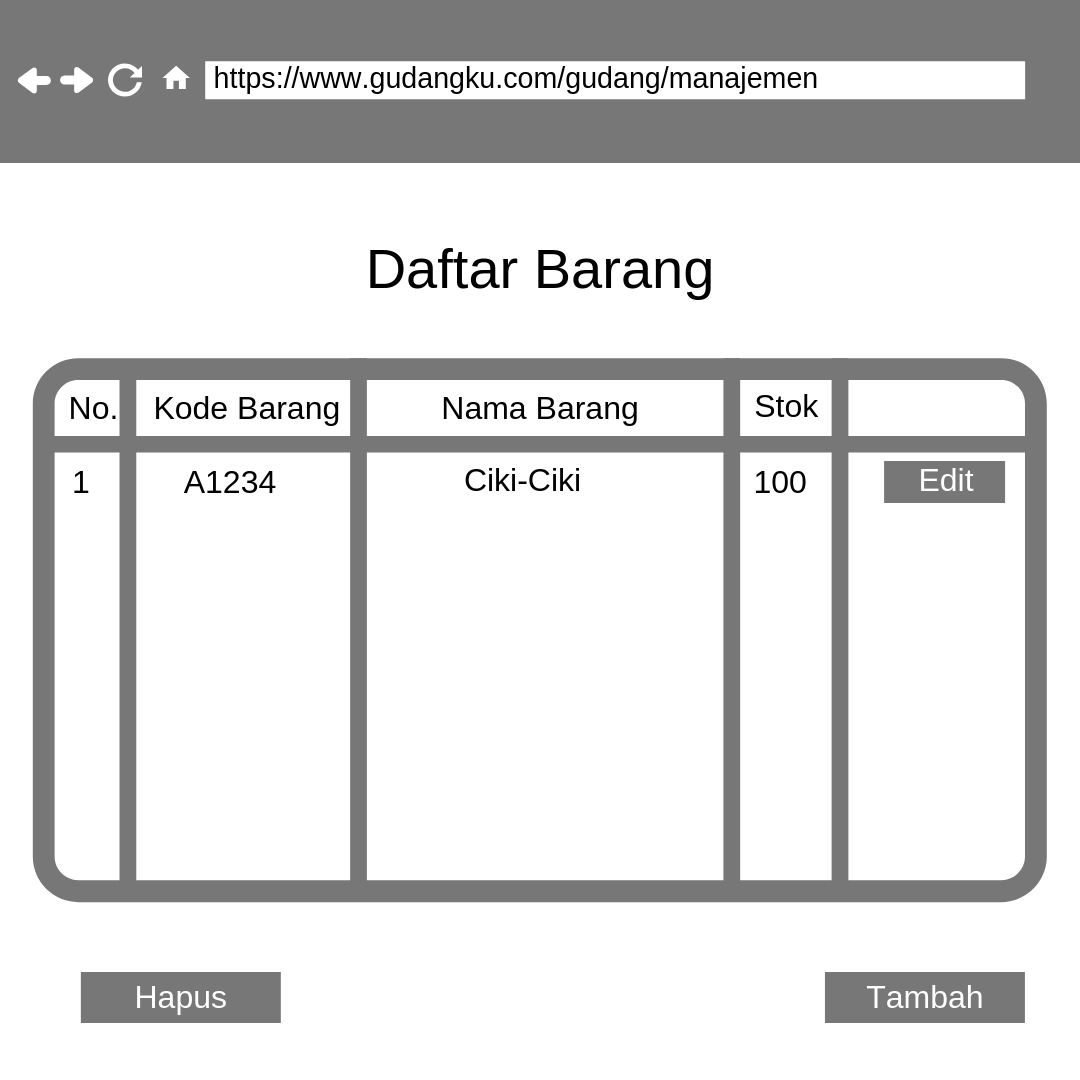 https://www.gudangku.com/gudang/manajemen
Daftar Barang
No. Kode Barang Nama Barang Stok
1 A1234 Ciki-Ciki 100 Edit
Hapus Tambah